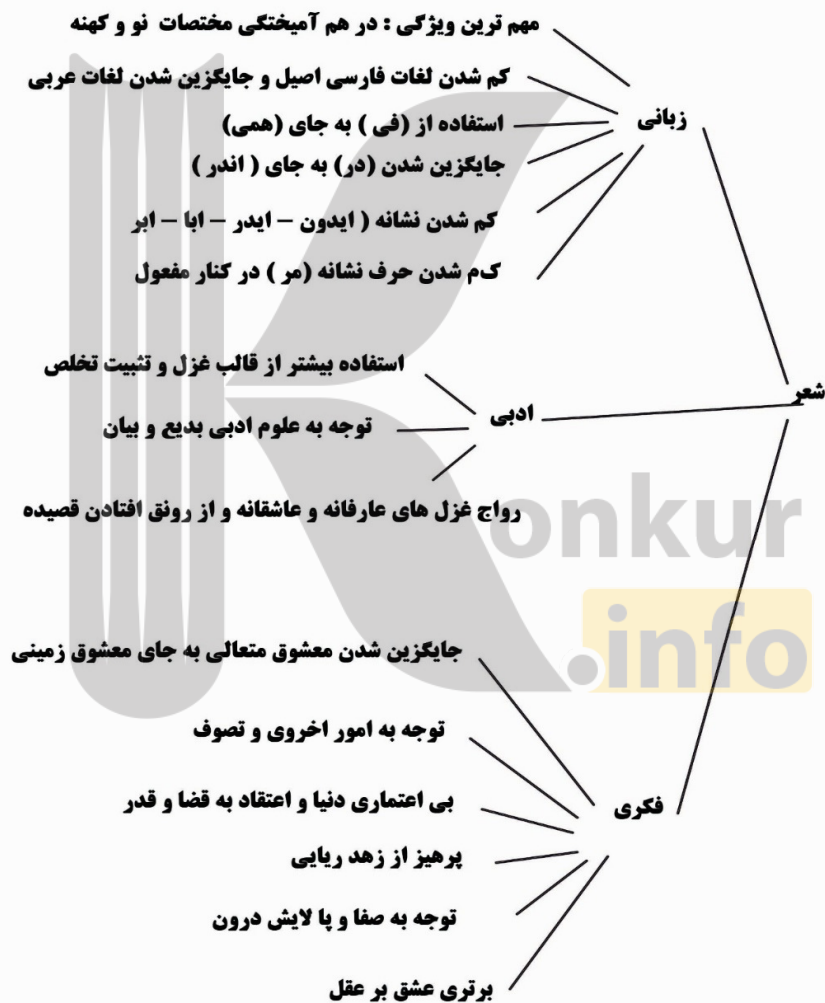 مهم ترین ویژگی : در هم آمیختگی مختصات نو و کهنه
کم شدن لغات فارسی اصیل و جایگزین شدن لغات عربی
زبانی
استفاده از (فی ) به جای (همی)
جایگزین شدن (در) به جای ( اندر )
کم شدن نشانه ( ایدون – ایدر – ابا – ابر
کم شدن حرف نشانه (مر ) در کنار مفعول
استفاده بیشتر از قالب غزل و تثبیت تخلص
شعر
ادبی
توجه به علوم ادبی بدیع و بیان
رواج غزل های عارفانه و عاشقانه و از رونق افتادن قصیده
onkur
.info
جایگزین شدن معشوق متعالی به جای معشوق زمینی
توجه به امور اخروی و تصوف
فکری
بی اعتماری دنیا و اعتقاد به قضا و قدر
پرهیز از زهد ریایی
توجه به صفا و پا لایش درون
برتری عشق بر عقل